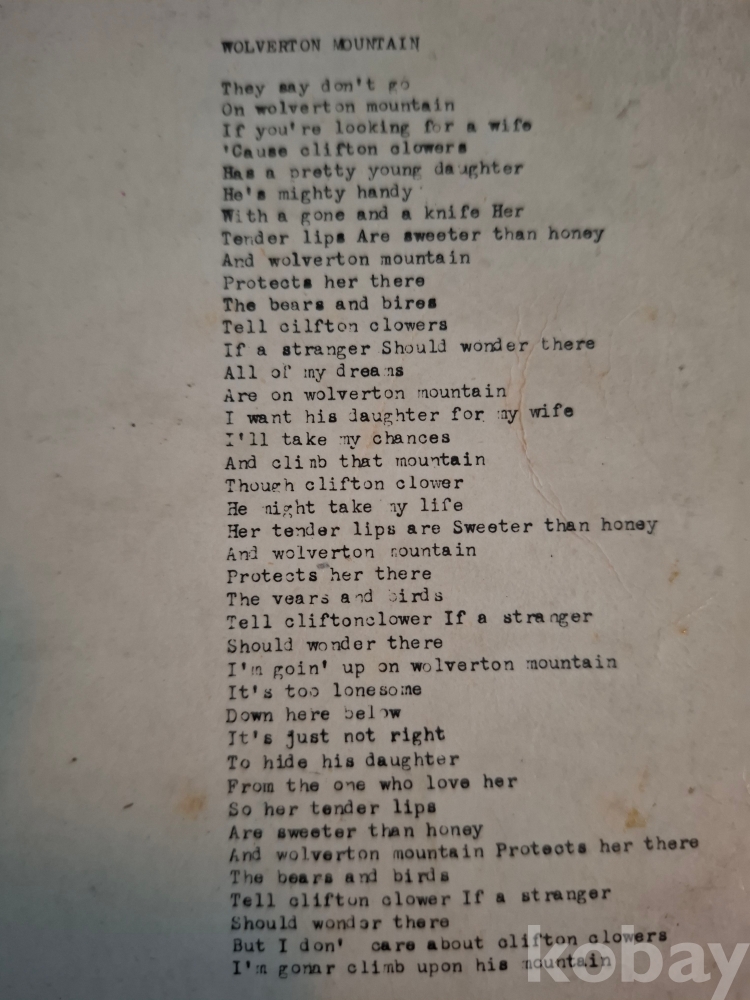 WOLVERTON MOUNTAIN
They say don't go
On wolverton mountain
If you're looking for a wife
'Cause clifton clowers
Has a pretty young daughter
He's mighty handy
With a gone and a knife Her
Tender lips Are sweeter than honey
And wolverton mountain
Protects her there
The bears and bires
Tell cilfton clowers
If a stranger Should wonder there
All of my dreams
Are on wolverton mountain
I want his daughter for my wife
I'll take my chances
And climb that mountain
Though clifton clower
He might take my life
Her tender lips are Sweeter than honey
And wolverton mountain
Protects her there
The vears and birds
Tell cliftonclower If a stranger
Should wonder there
I'm goin' up on wolverton mountain
It's too lonesome
Down here below
It's just not right
To hide his daughter
From the one who love her
So her tender lips
Are sweeter than honey
And wolverton mountain Protects her there
The bears and birds
Tell clifton clower If a stranger
Should wonder there
But I don' care about clifton clowers
I'm gonar climb upon his mountain
kobay